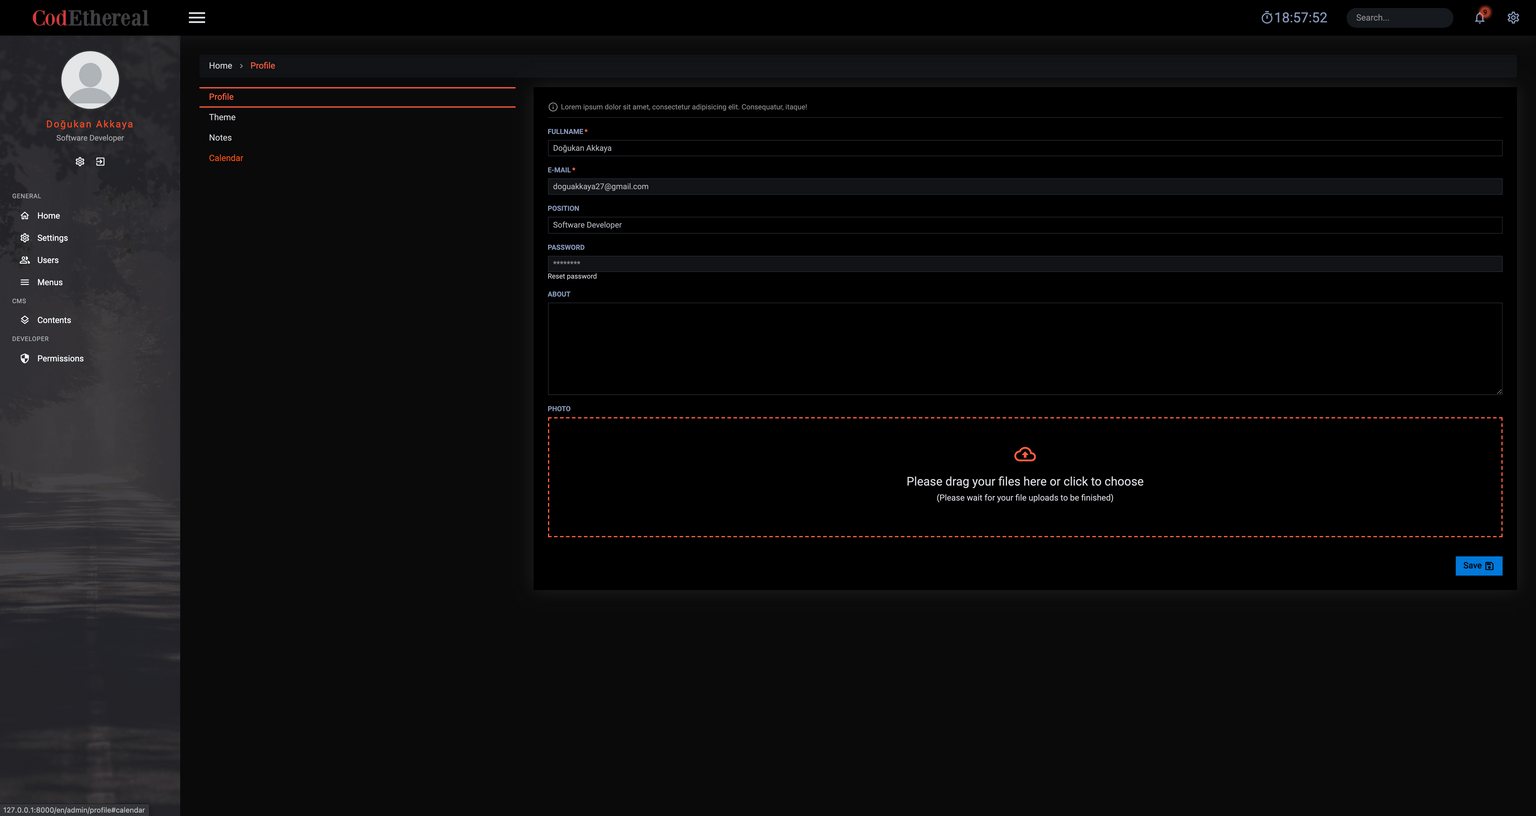 CodEthereal
18:57:52
Search...
9
Doğukan Akkaya
Software Developer
GENERAL
Home
Settings
Users
Menus
CMS
Contents
DEVELOPER
Permissions
Home › Profile
Profile
Theme
Notes
Calendar
Lorem ipsum dolor sit amet, consectetur adipisicing elit. Consequatur, itaque!
FULLNAME*
Doğukan Akkaya
E-MAIL*
doguakkaya27@gmail.com
POSITION
Software Developer
PASSWORD
********
Reset password
ABOUT
PHOTO
Please drag your files here or click to choose
(Please wait for your file uploads to be finished)
Save
127.0.0.1:8000/en/admin/profile#calendar